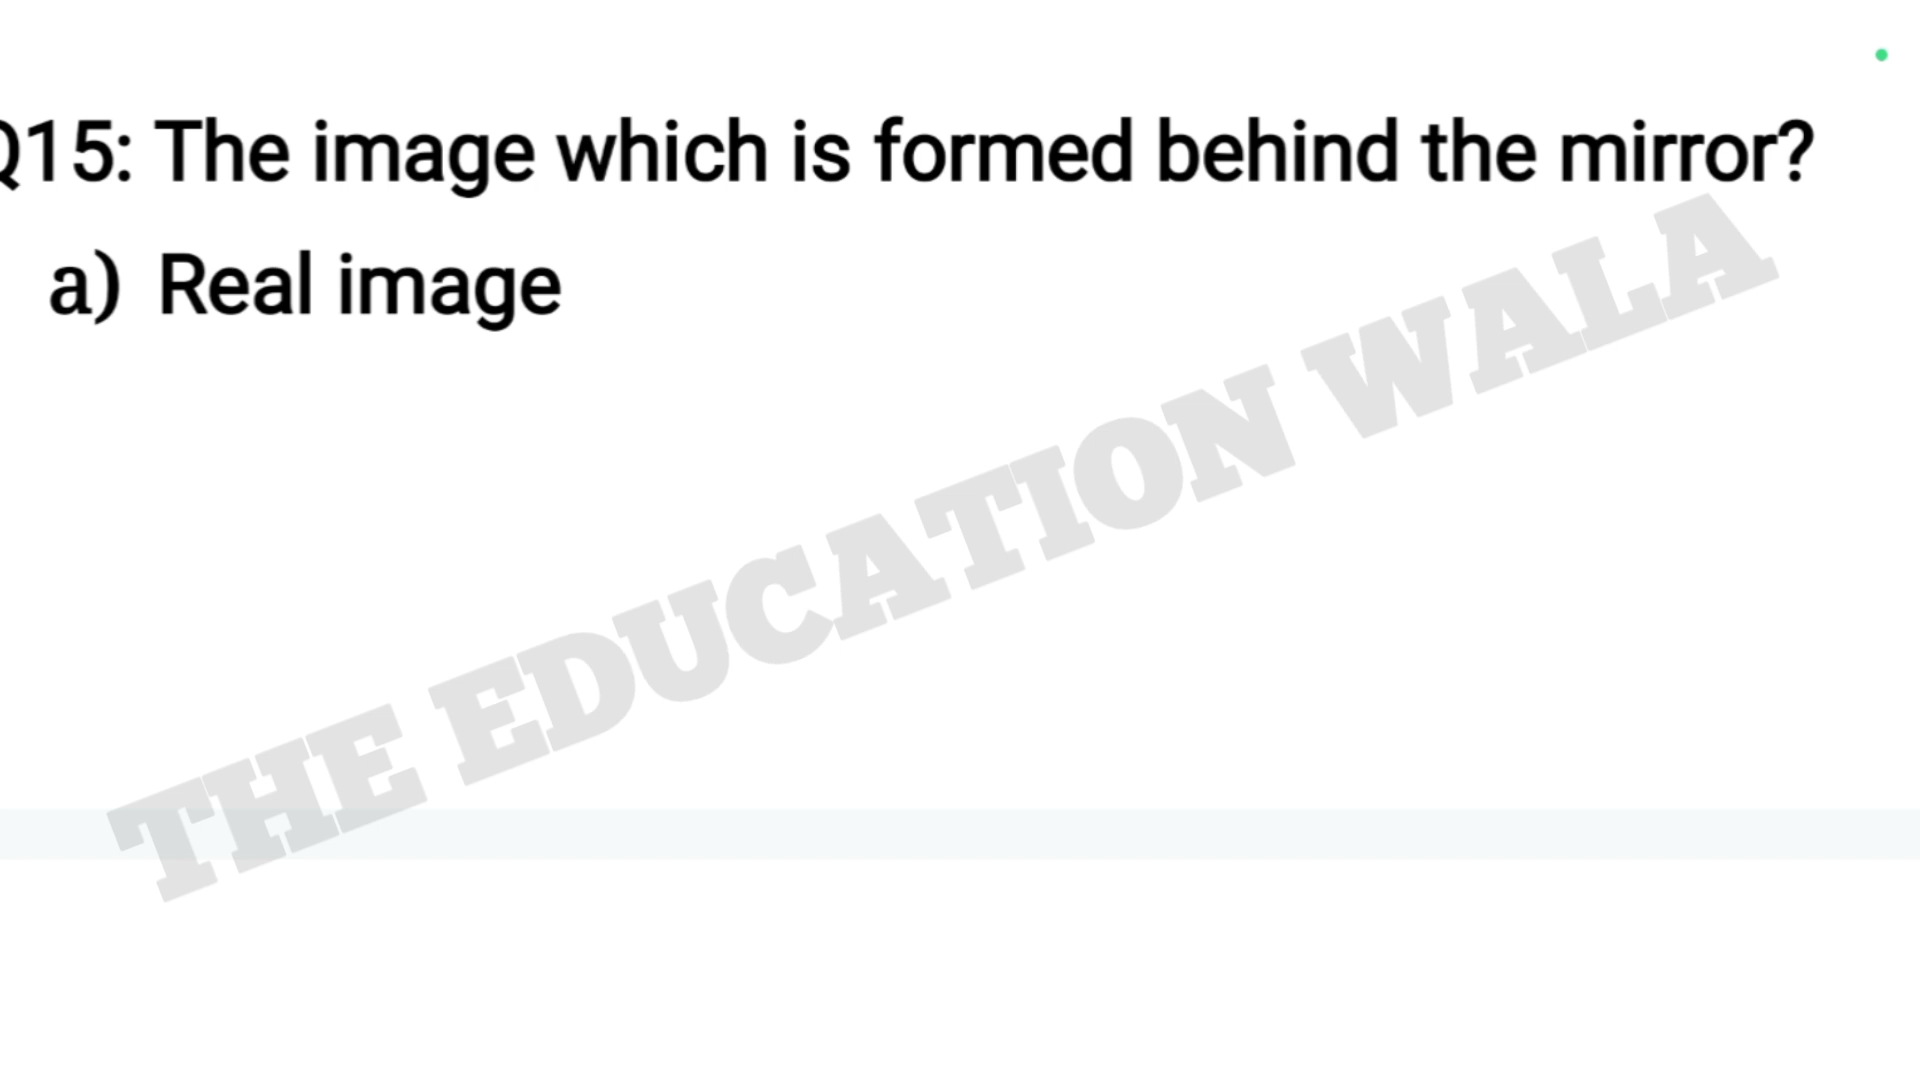 Q15: The image which is formed behind the mirror?
a) Real image
THE EDUCATION WALA